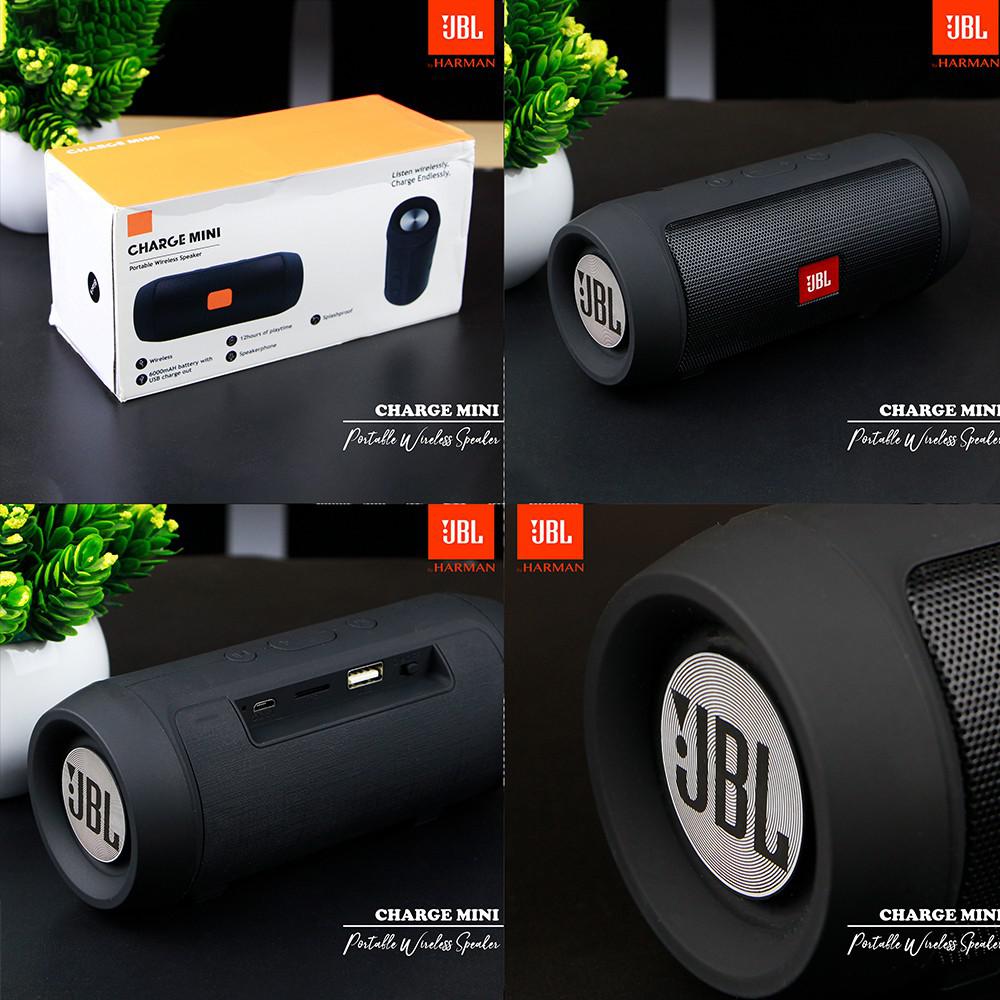 JBL
by HARMAN
CHARGE MINI
Listen wirelessly.
Charge Endlessly.
CHARGE MINI
Portable Wireless Speaker
Wireless
6000mAH battery with
USB charge out
12hours of playtime
Speakerphone
Splashproof
CHARGE MINI
Portable Wireless Speaker
JBL
by HARMAN
JBL
JBL
CHARGE MINI
Portable Wireless Speaker
JBL
by HARMAN
JBL
CHARGE MINI
Portable Wireless Speaker
JBL
by HARMAN
JBL
CHARGE MINI
Portable Wireless Speaker